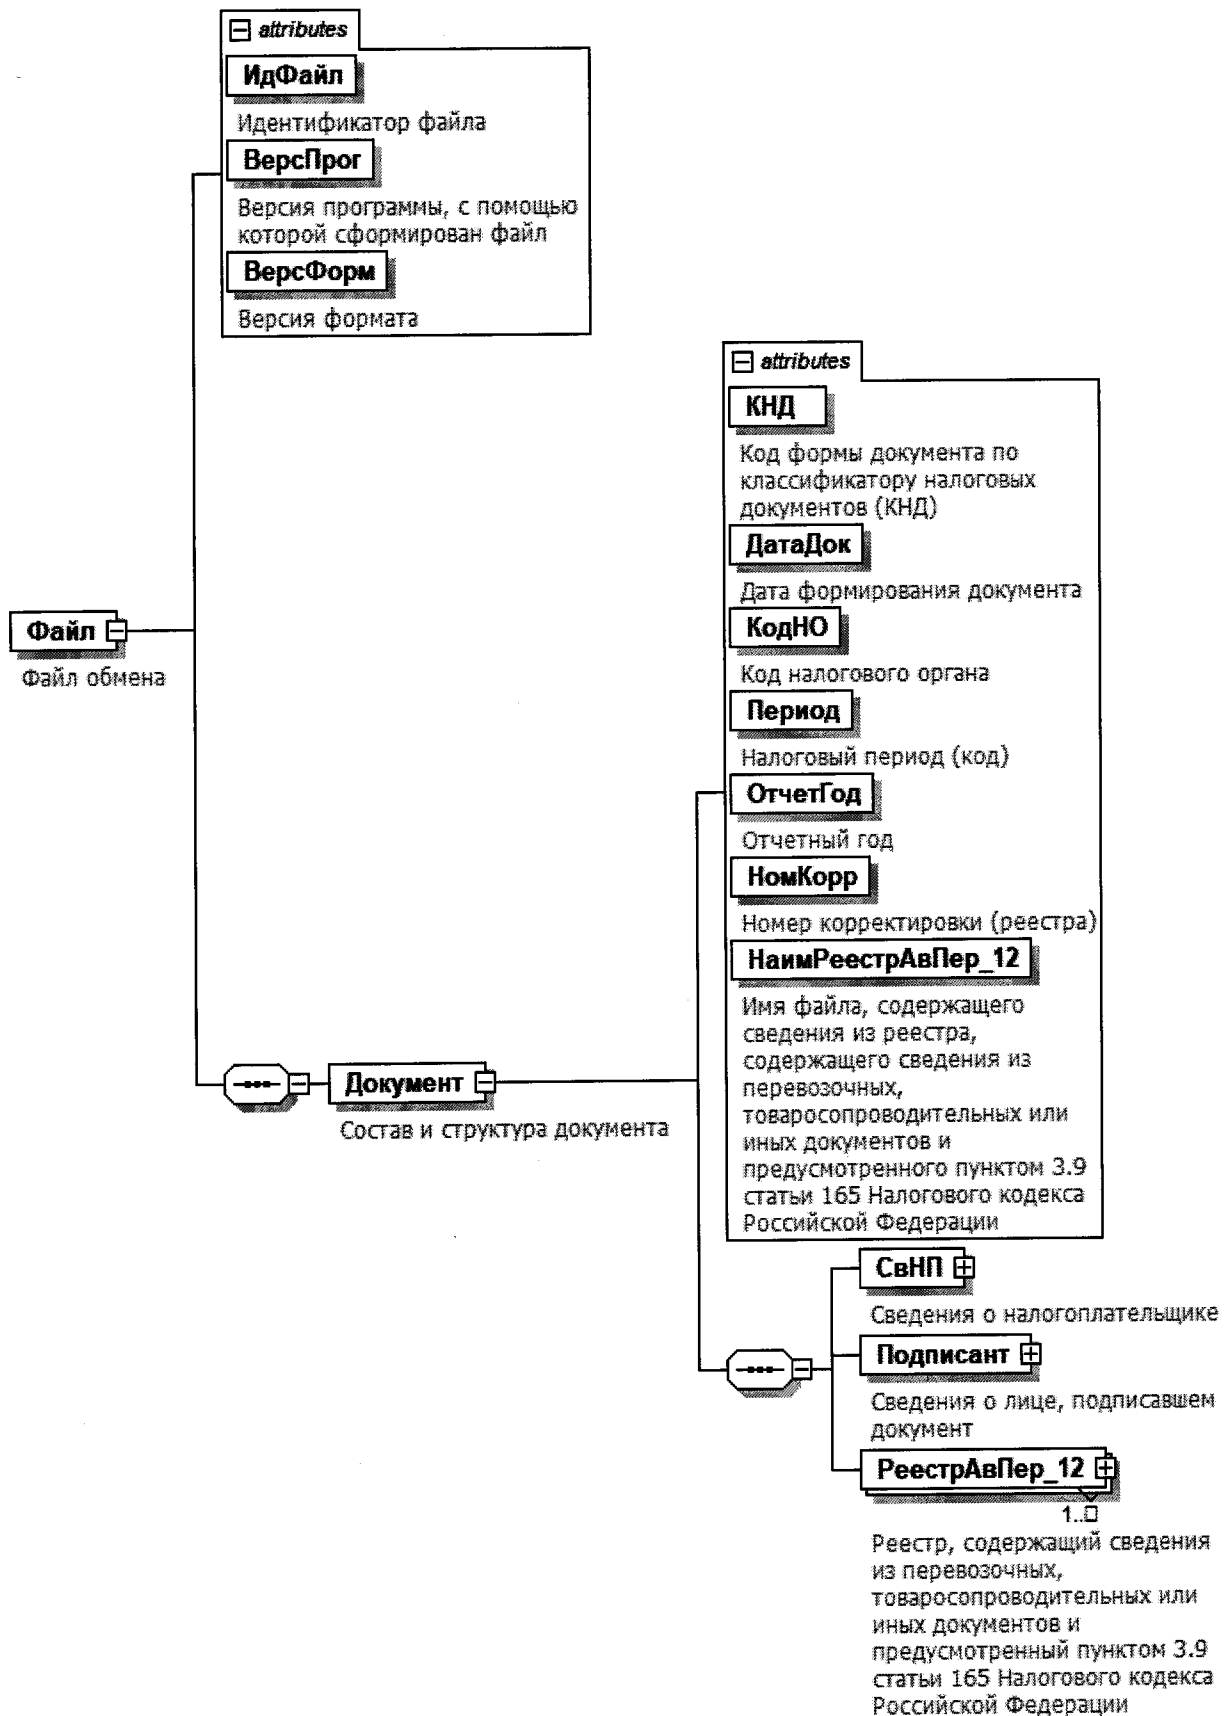 attributes
ИдФайл
Идентификатор файла
ВерсПрог
Версия программы, с помощью
которой сформирован файл
ВерсФорм
Версия формата
attributes
КНД
Код формы документа по
классификатору налоговых
документов (КНД)
ДатаДок
Дата формирования документа
КодНО
Код налогового органа
Период
Налоговый период (код)
ОтчетГод
Отчетный год
НомКорр
Номер корректировки (реестра)
НаимРеестрАвПер_12
Имя файла, содержащего
сведения из реестра,
содержащего сведения из
перевозочных,
товаросопроводительных или
иных документов и
предусмотренного пунктом 3.9
статьи 165 Налогового кодекса
Российской Федерации
Файл
Файл обмена
Документ
Состав и структура документа
СвНП
Сведения о налогоплательщике
Подписант
Сведения о лице, подписавшем
документ
РеестрАвПер_12
1..□
Реестр, содержащий сведения
из перевозочных,
товаросопроводительных или
иных документов и
предусмотренный пунктом 3.9
статьи 165 Налогового кодекса
Российской Федерации